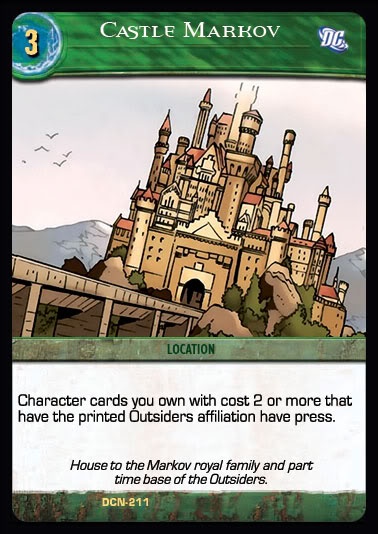 3
Castle Markov
DC
LOCATION
Character cards you own with cost 2 or more that
have the printed Outsiders affiliation have press.
House to the Markov royal family and part
time base of the Outsiders.
DCN-211